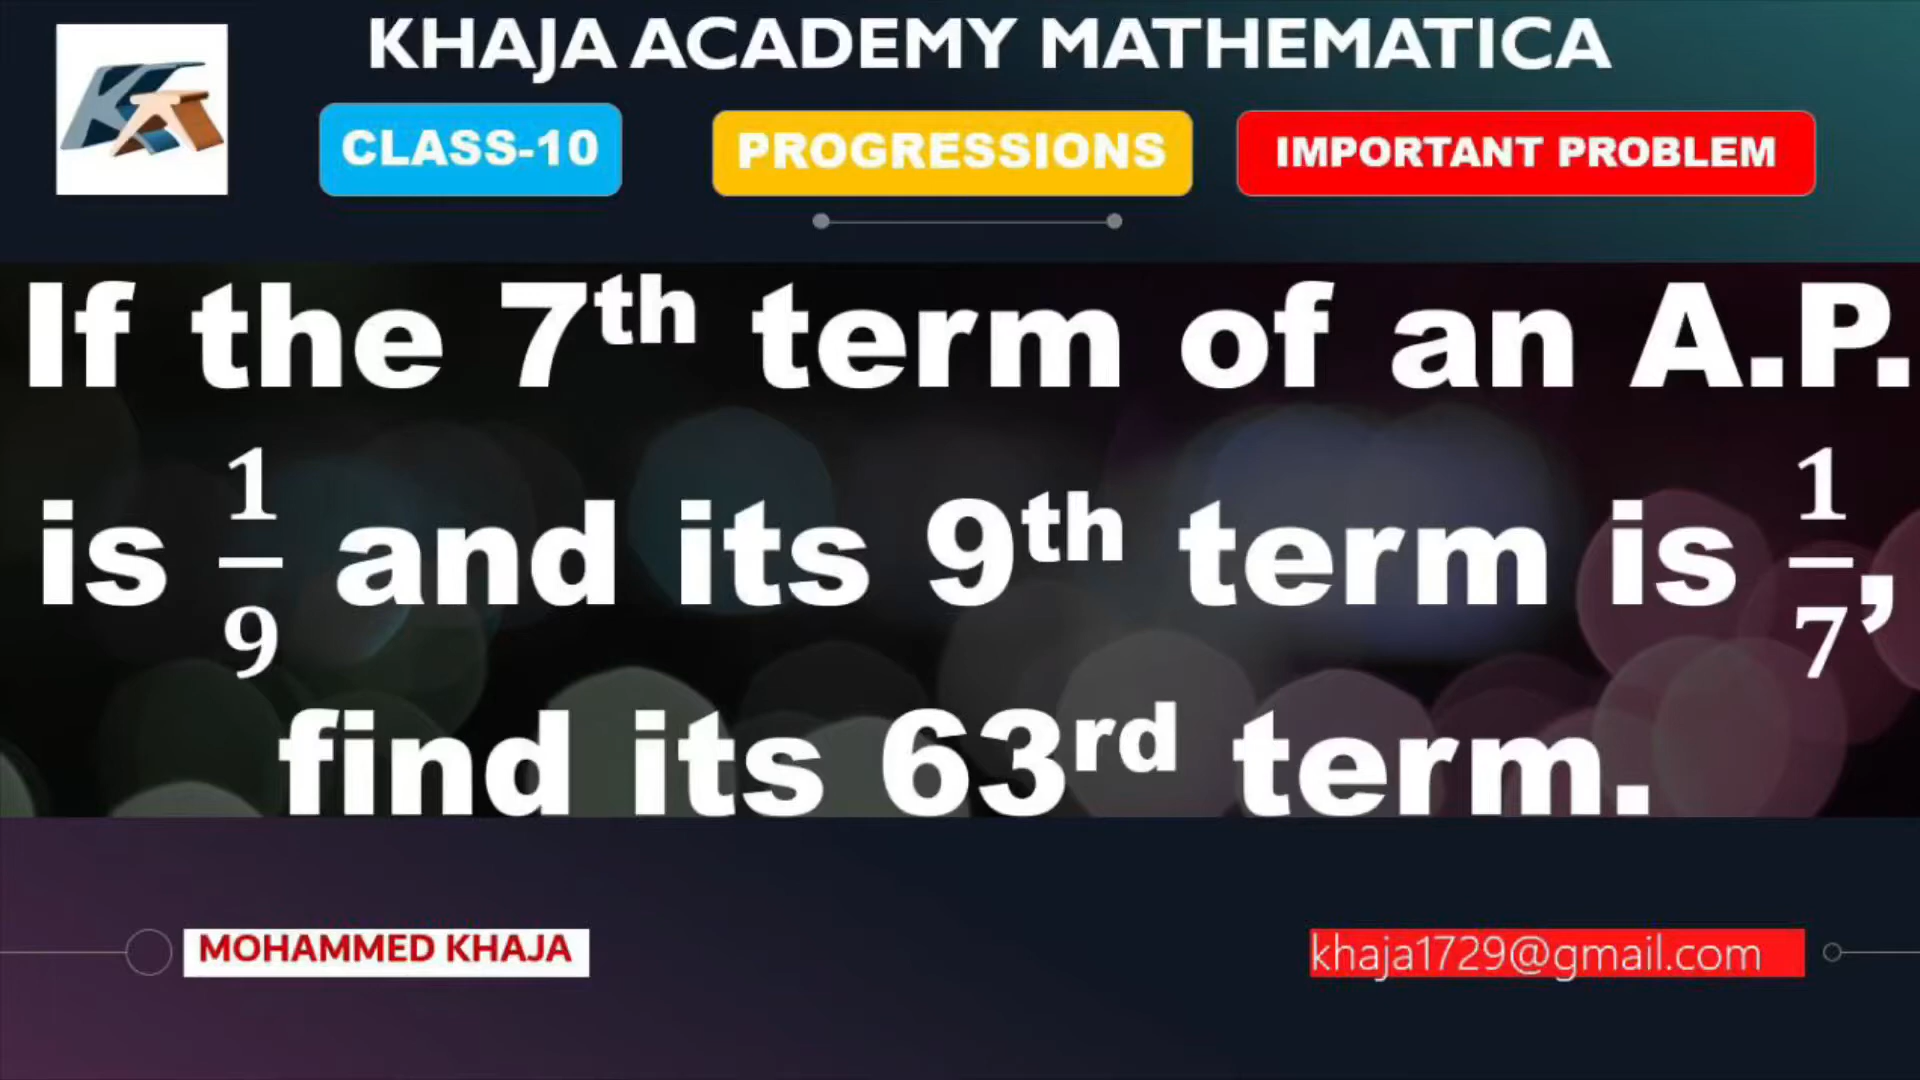 KHAJA ACADEMY MATHEMATICA
CLASS-10
PROGRESSIONS
IMPORTANT PROBLEM
If the 7th term of an A.P.
is 1/9 and its 9th term is 1/7,
find its 63rd term.
MOHAMMED KHAJA
khaja1729@gmail.com